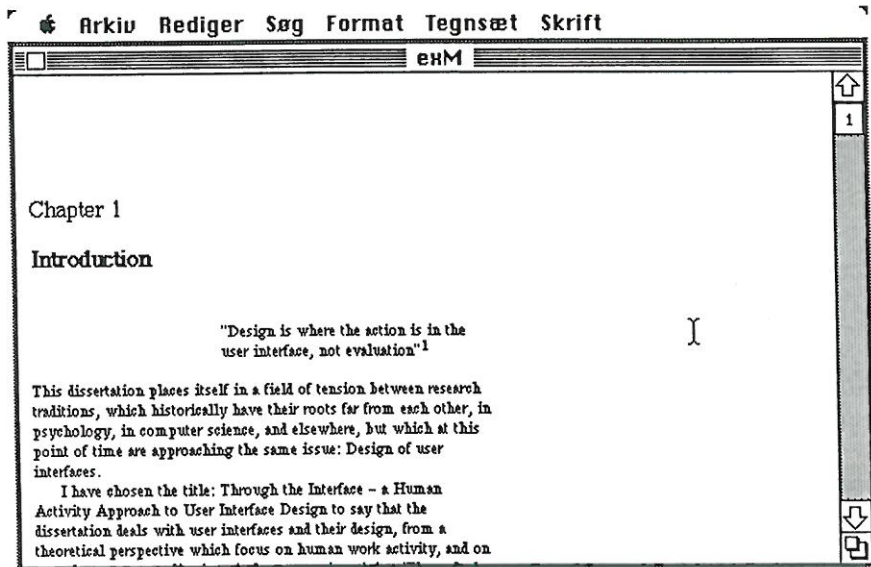 Arkiv Rediger Søg Format Tegnsæt Skrift
exM
1
Chapter 1
Introduction
"Design is where the action is in the
user interface, not evaluation"1
This dissertation places itself in a field of tension between research
traditions, which historically have their roots far from each other, in
psychology, in computer science, and elsewhere, but which at this
point of time are approaching the same issue: Design of user
interfaces.
I have chosen the title: Through the Interface – a Human
Activity Approach to User Interface Design to say that the
dissertation deals with user interfaces and their design, from a
theoretical perspective which focus on human work activity, and on